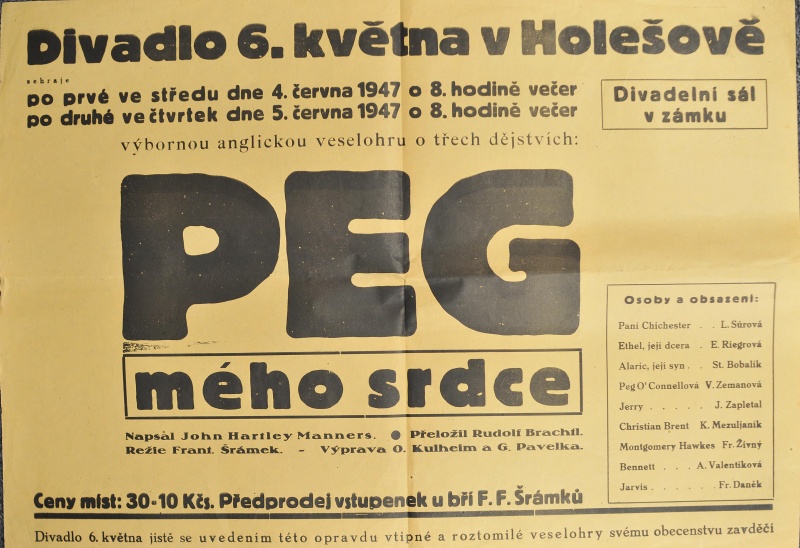 Divadlo 6. května v Holešově
sehraje
po prvé ve středu dne 4. června 1947 o 8. hodině večer
po druhé ve čtvrtek dne 5. června 1947 o 8. hodině večer
Divadelní sál
v zámku
výbornou anglickou veselohru o třech dějstvích:
PEG
mého srdce
Napsal John Hartley Manners. ● Přeložil Rudolf Brachtl.
Režie Frant. Šrámek. - Výprava O. Kulheim a G. Pavelka.
Osoby a obsazení:
Paní Chichester . . L. Sůrová
Ethel, její dcera . E. Riegrová
Alaric, její syn . . St. Bobalík
Peg O'Connellová V. Zemanová
Jerry . . . . . J. Zapletal
Christian Brent K. Mezuljaník
Montgomery Hawkes Fr. Živný
Bennett . . . A. Valentíková
Jarvis . . . . . . Fr. Daněk
Ceny míst: 30-10 Kčs. Předprodej vstupenek u bří F. F. Šrámků
Divadlo 6. května jistě se uvedením této opravdu vtipné a roztomilé veselohry svému obecenstvu zavděčí